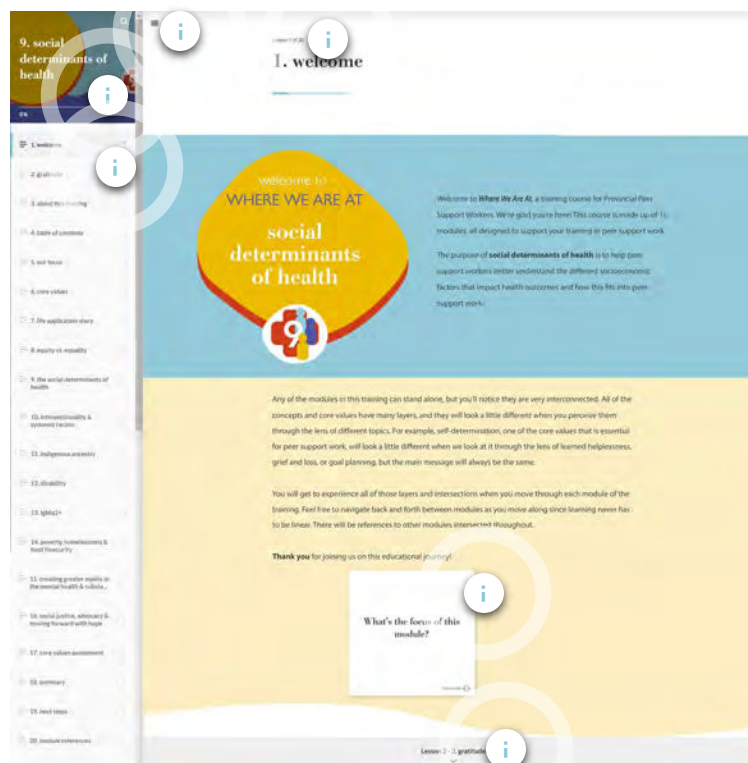 9. social
determinants of
health
0%
1. welcome
2. gratitude
3. about this training
4. table of contents
5. our focus
6. core values
7. life application story
8. equity vs. equality
9. the social determinants of
health
10. intersectionality &
systemic racism
11. indigenous ancestry
12. disability
13. lgbtq2+
14. poverty, homelessness &
food insecurity
15. creating greater equity in
the mental health & substa...
16. social justice, advocacy &
moving forward with hope
17. core values assessment
18. summary
19. next steps
20. module references
Lesson 1 of 20
1. welcome
welcome to
WHERE WE ARE AT
social
determinants
of health
9
Welcome to Where We Are At, a training course for Provincial Peer
Support Workers. We're glad you're here! This course is made up of
modules, all designed to support your training in peer support work.
The purpose of social determinants of health is to help peer
support workers better understand the different socioeconomic
factors that impact health outcomes and how this fits into peer
support work.
Any of the modules in this training can stand alone, but you'll notice they are very interconnected. All of the
concepts and core values have many layers, and they will look a little different when you perceive them
through the lens of different topics. For example, self-determination, one of the core values that is essential
for peer support work, will look a little different when we look at it through the lens of learned helplessness,
grief and loss, or goal planning, but the main message will always be the same.
You will get to experience all of those layers and intersections when you move through each module of the
training. Feel free to navigate back and forth between modules as you move along since learning never has
to be linear. There will be references to other modules intersected throughout.
Thank you for joining us on this educational journey!
What's the focus of this
module?
Lesson 2 - 2. gratitude
i
i
i
i
i
i